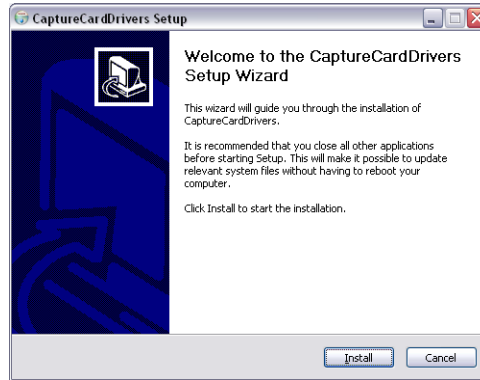 CaptureCardDrivers Setup
Welcome to the CaptureCardDrivers
Setup Wizard
This wizard will guide you through the installation of
CaptureCardDrivers.
It is recommended that you close all other applications
before starting Setup. This will make it possible to update
relevant system files without having to reboot your
computer.
Click Install to start the installation.
Install Cancel